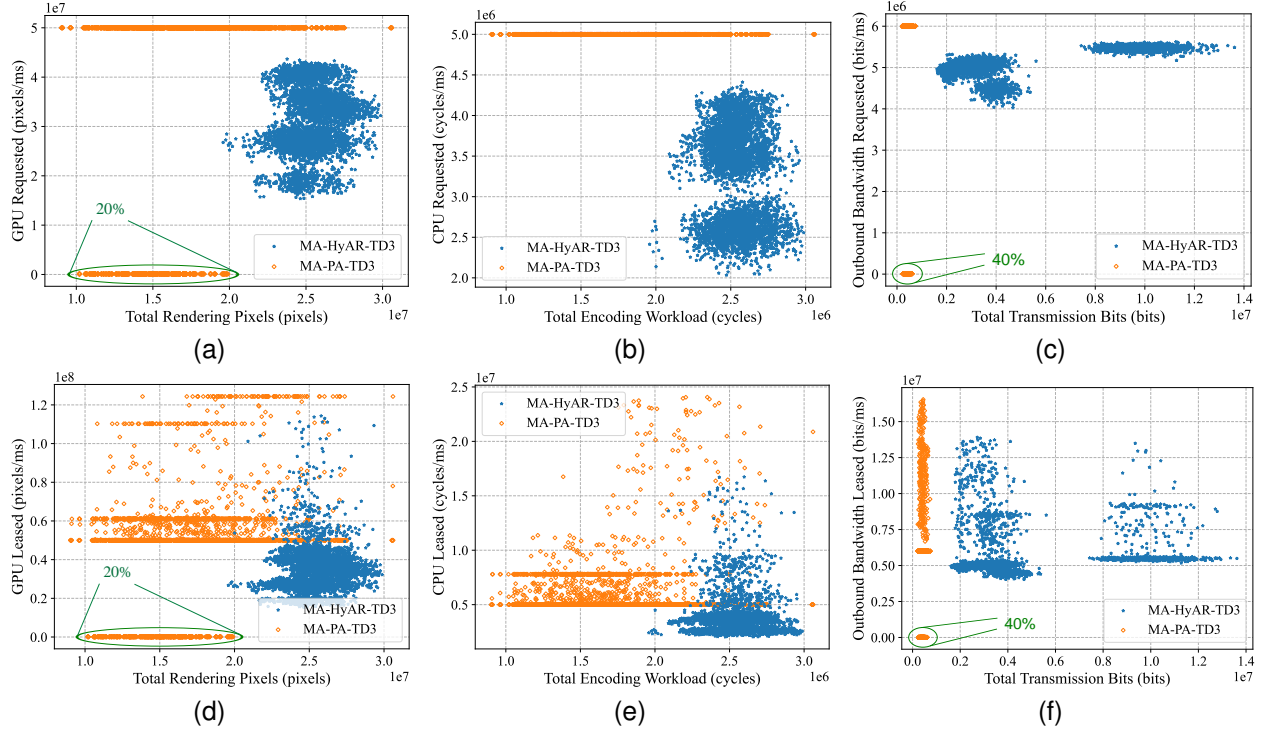 1e7
GPU Requested (pixels/ms)
5
4
3
2
1
0
20%
MA-HyAR-TD3
MA-PA-TD3
1.0 1.5 2.0 2.5 3.0
1e7
Total Rendering Pixels (pixels)
(a)
1e6
CPU Requested (cycles/ms)
5.0
4.5
4.0
3.5
3.0
2.5
2.0
MA-HyAR-TD3
MA-PA-TD3
1.0 1.5 2.0 2.5 3.0
1e6
Total Encoding Workload (cycles)
(b)
1e6
Outbound Bandwidth Requested (bits/ms)
6
5
4
3
2
1
0
40%
MA-HyAR-TD3
MA-PA-TD3
0.0 0.2 0.4 0.6 0.8 1.0 1.2 1.4
1e7
Total Transmission Bits (bits)
(c)
1e8
GPU Leased (pixels/ms)
1.2
1.0
0.8
0.6
0.4
0.2
0.0
20%
MA-HyAR-TD3
MA-PA-TD3
1.0 1.5 2.0 2.5 3.0
1e7
Total Rendering Pixels (pixels)
(d)
1e7
CPU Leased (cycles/ms)
2.5
2.0
1.5
1.0
0.5
MA-HyAR-TD3
MA-PA-TD3
1.0 1.5 2.0 2.5 3.0
1e6
Total Encoding Workload (cycles)
(e)
1e7
Outbound Bandwidth Leased (bits/ms)
1.50
1.25
1.00
0.75
0.50
0.25
0.00
40%
MA-HyAR-TD3
MA-PA-TD3
0.0 0.2 0.4 0.6 0.8 1.0 1.2 1.4
1e7
Total Transmission Bits (bits)
(f)